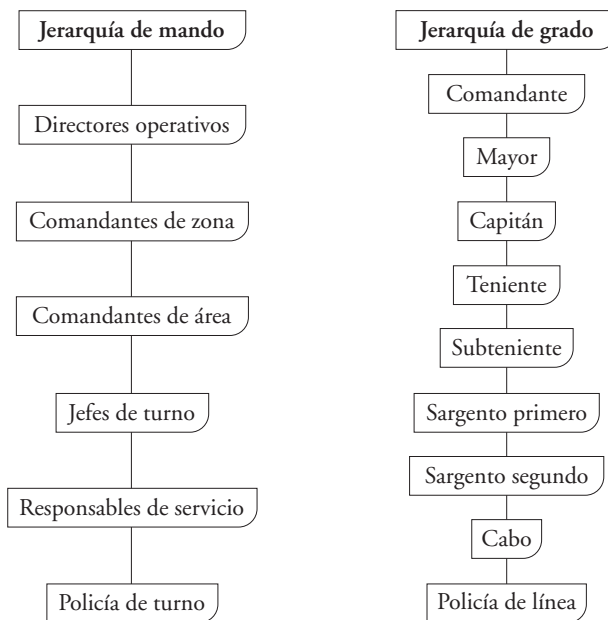 Jerarquía de mando
Directores operativos
Comandantes de zona
Comandantes de área
Jefes de turno
Responsables de servicio
Policía de turno
Jerarquía de grado
Comandante
Mayor
Capitán
Teniente
Subteniente
Sargento primero
Sargento segundo
Cabo
Policía de línea